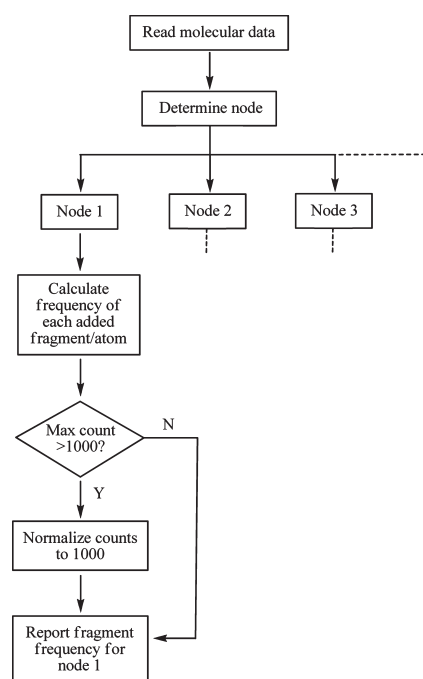 Read molecular data
Determine node
Node 1
Node 2
Node 3
Calculate
frequency of
each added
fragment/atom
Max count
>1000?
N
Y
Normalize counts
to 1000
Report fragment
frequency for
node 1